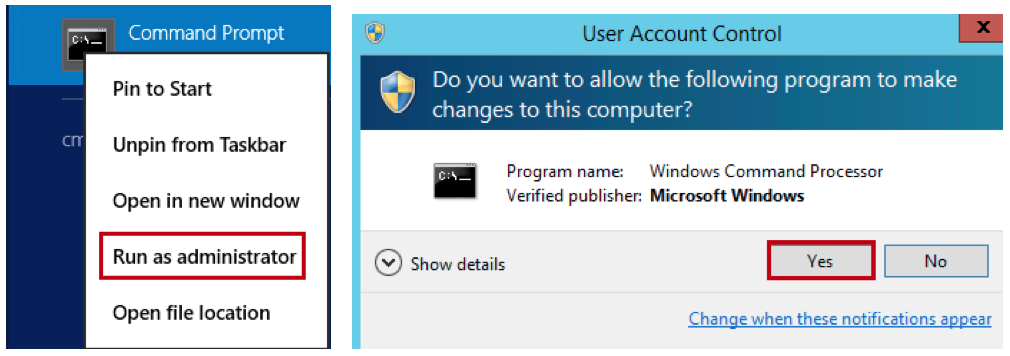 Command Prompt
Pin to Start
cm
Unpin from Taskbar
Open in new window
Run as administrator
Open file location
User Account Control
x
Do you want to allow the following program to make
changes to this computer?
C:\_
Program name: Windows Command Processor
Verified publisher: Microsoft Windows
Show details
Yes No
Change when these notifications appear